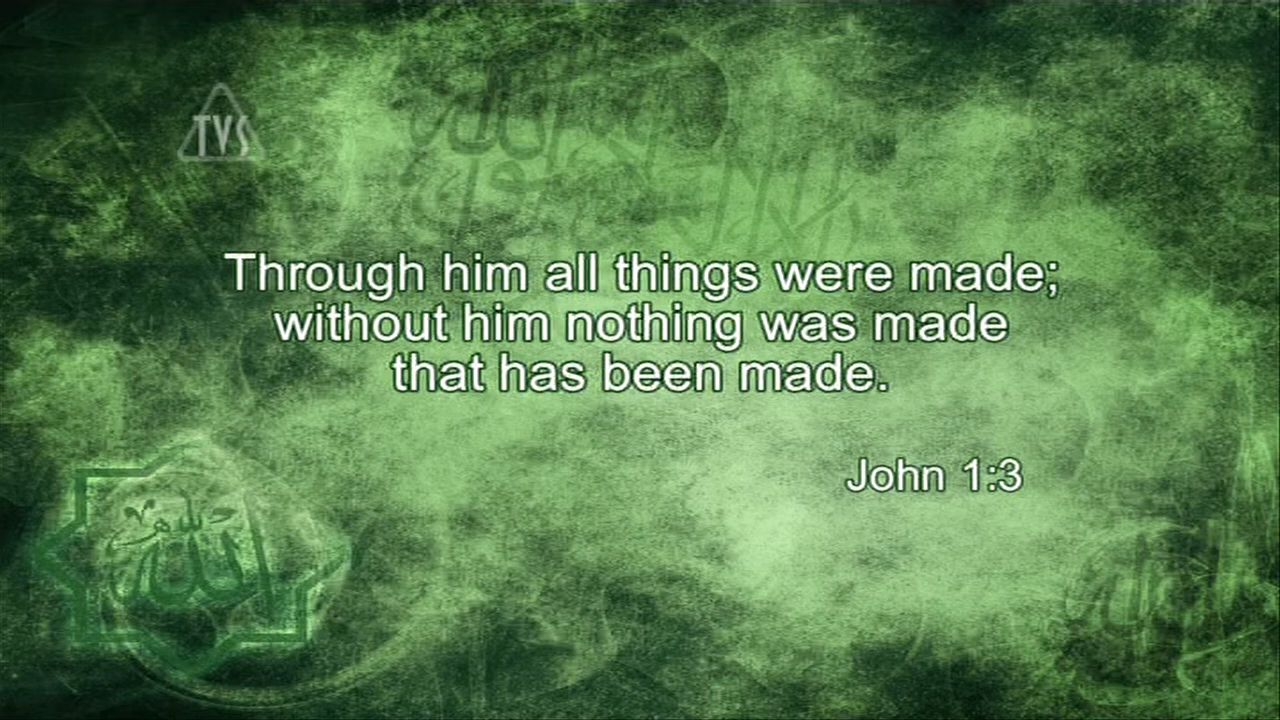 TVS
Through him all things were made;
without him nothing was made
that has been made.
John 1:3
الله